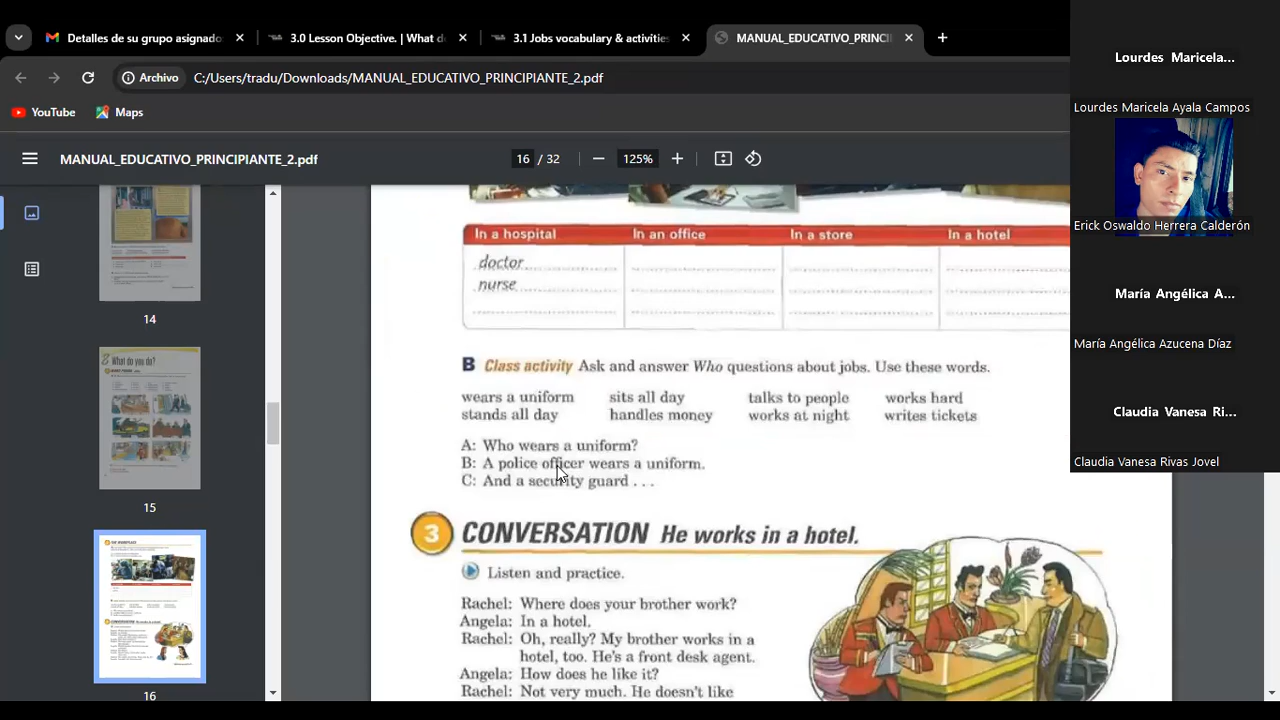 Detalles de su grupo asignado
3.0 Lesson Objective. | What d
3.1 Jobs vocabulary & activities
MANUAL_EDUCATIVO_PRINCI
Archivo
C:/Users/tradu/Downloads/MANUAL_EDUCATIVO_PRINCIPIANTE_2.pdf
YouTube
Maps
MANUAL_EDUCATIVO_PRINCIPIANTE_2.pdf
16 / 32
125%
14
What do you do?
15
16
In a hospital
In an office
In a store
In a hotel
doctor
nurse
B Class activity Ask and answer Who questions about jobs. Use these words.
wears a uniform sits all day talks to people works hard
stands all day handles money works at night writes tickets
A: Who wears a uniform?
B: A police officer wears a uniform.
C: And a security guard . . .
3 CONVERSATION He works in a hotel.
Listen and practice.
Rachel: Where does your brother work?
Angela: In a hotel.
Rachel: Oh, really? My brother works in a
hotel, too. He's a front desk agent.
Angela: How does he like it?
Rachel: Not very much. He doesn't like
Lourdes Maricela...
Lourdes Maricela Ayala Campos
Erick Oswaldo Herrera Calderón
María Angélica A...
María Angélica Azucena Díaz
Claudia Vanesa Ri...
Claudia Vanesa Rivas Jovel